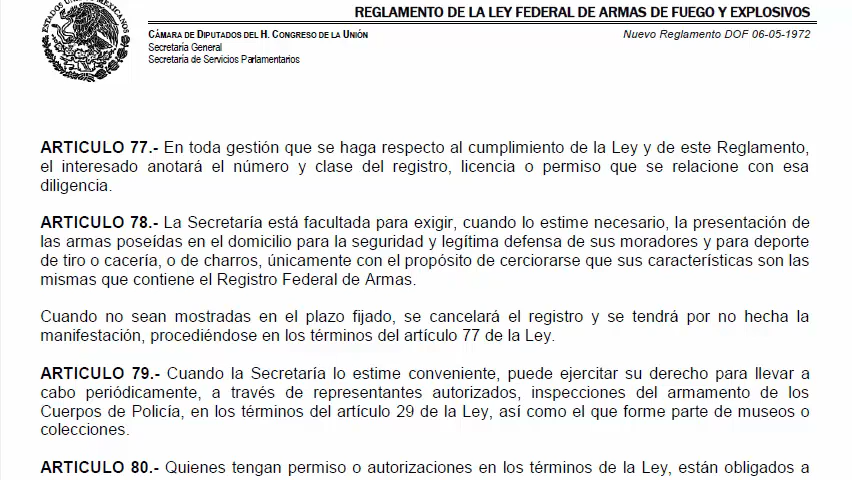 ESTADOS UNIDOS MEXICANOS
REGLAMENTO DE LA LEY FEDERAL DE ARMAS DE FUEGO Y EXPLOSIVOS
CÁMARA DE DIPUTADOS DEL H. CONGRESO DE LA UNIÓN
Nuevo Reglamento DOF 06-05-1972
Secretaría General
Secretaría de Servicios Parlamentarios
ARTICULO 77.- En toda gestión que se haga respecto al cumplimiento de la Ley y de este Reglamento,
el interesado anotará el número y clase del registro, licencia o permiso que se relacione con esa
diligencia.
ARTICULO 78.- La Secretaría está facultada para exigir, cuando lo estime necesario, la presentación de
las armas poseídas en el domicilio para la seguridad y legítima defensa de sus moradores y para deporte
de tiro o cacería, o de charros, únicamente con el propósito de cerciorarse que sus características son las
mismas que contiene el Registro Federal de Armas.
Cuando no sean mostradas en el plazo fijado, se cancelará el registro y se tendrá por no hecha la
manifestación, procediéndose en los términos del artículo 77 de la Ley.
ARTICULO 79.- Cuando la Secretaría lo estime conveniente, puede ejercitar su derecho para llevar a
cabo periódicamente, a través de representantes autorizados, inspecciones del armamento de los
Cuerpos de Policía, en los términos del artículo 29 de la Ley, así como el que forme parte de museos o
colecciones.
ARTICULO 80.- Quienes tengan permiso o autorizaciones en los términos de la Ley, están obligados a